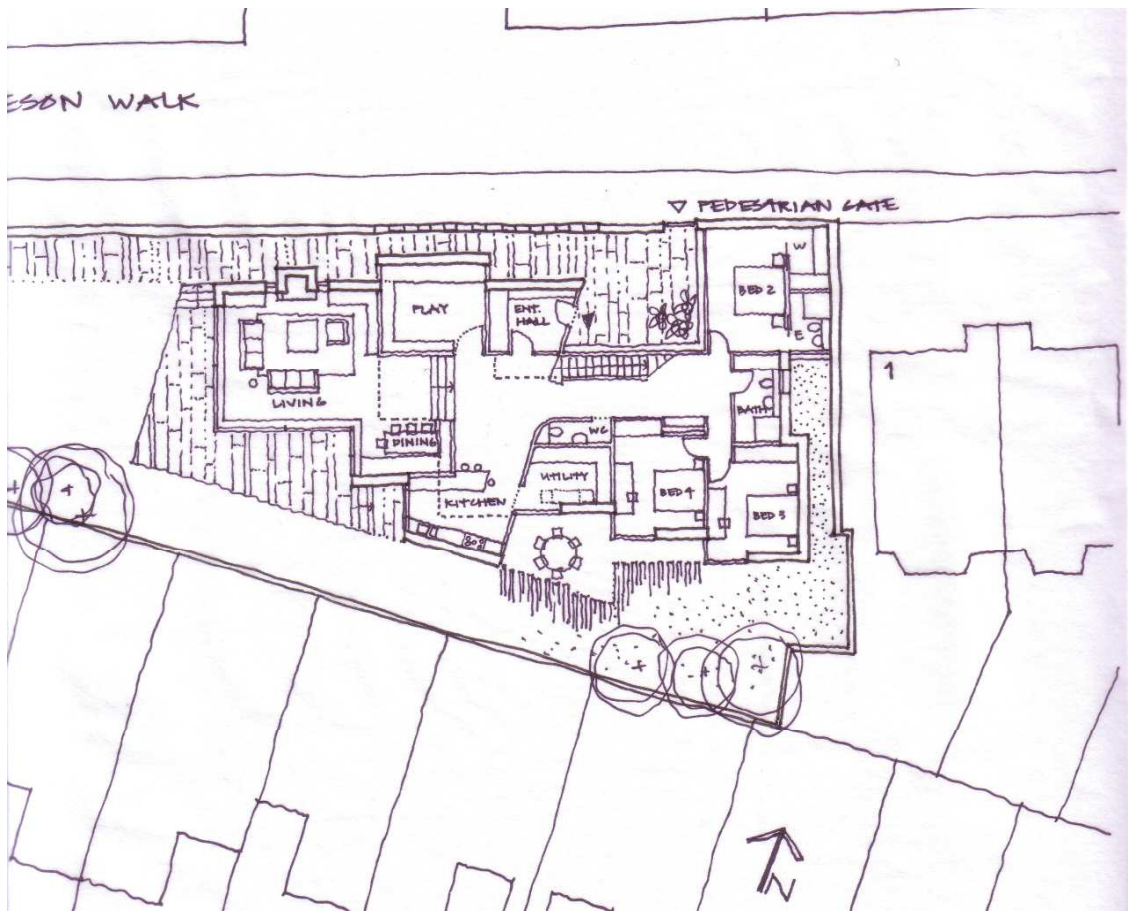 ESON WALK
PEDESTRIAN GATE
W
BED 2
PLAY
ENT.
HALL
E
1
LIVING
BATH
DINING
WC
UTILITY
BED 4
KITCHEN
BED 3
N